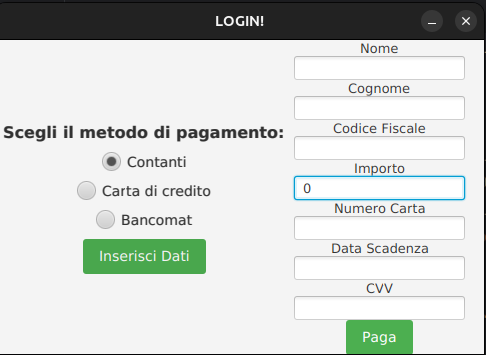 LOGIN!
Scegli il metodo di pagamento:
Contanti
Carta di credito
Bancomat
Inserisci Dati
Nome
Cognome
Codice Fiscale
Importo
0
Numero Carta
Data Scadenza
CVV
Paga